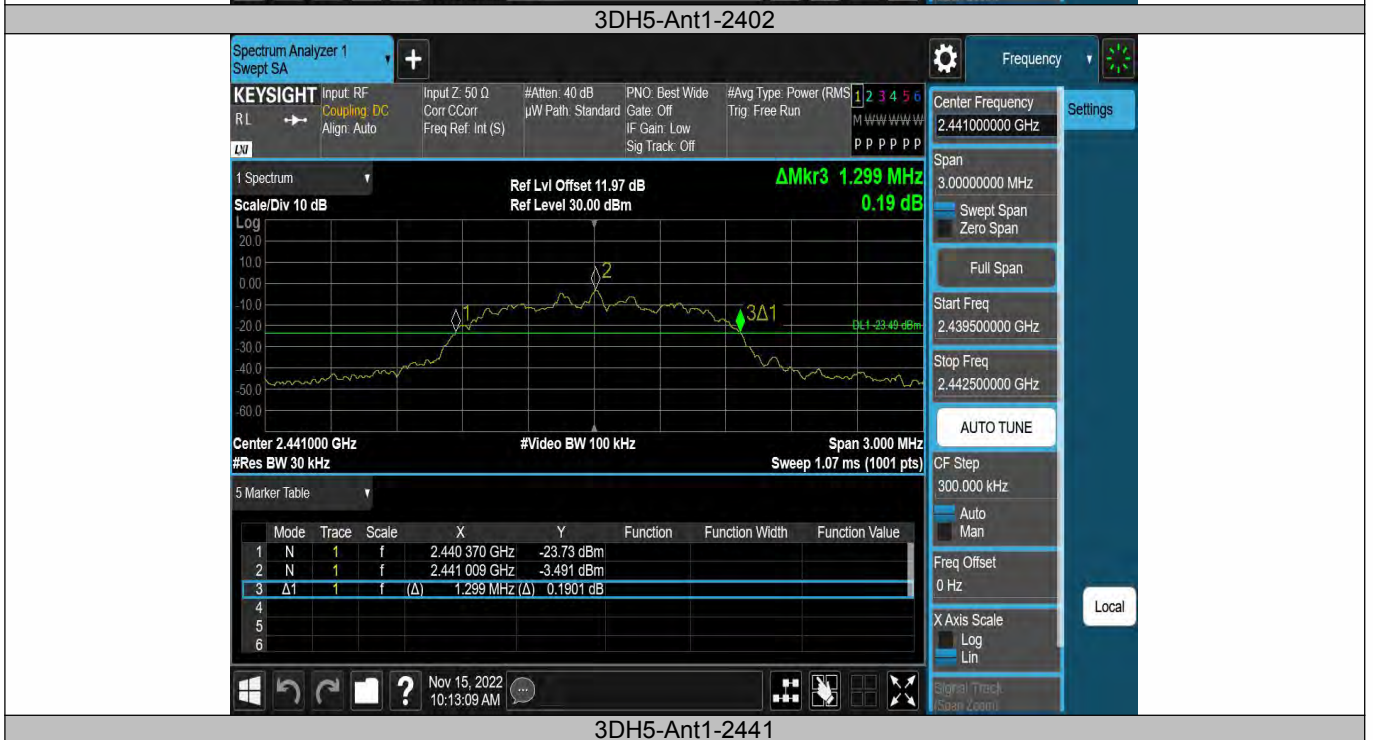 3DH5-Ant1-2402
Spectrum Analyzer 1
Swept SA
+
Frequency
KEYSIGHT
RL
LXI
Input: RF
Coupling: DC
Align: Auto
Input Z: 50 Ω
Corr CCorr
Freq Ref: Int (S)
#Atten: 40 dB
µW Path: Standard
PNO: Best Wide
Gate: Off
IF Gain: Low
Sig Track: Off
#Avg Type: Power (RMS
Trig: Free Run
1 2 3 4 5 6
M W W W W W
P P P P P P
1 Spectrum
Scale/Div 10 dB
Ref Lvl Offset 11.97 dB
Ref Level 30.00 dBm
ΔMkr3 1.299 MHz
0.19 dB
Log
20.0
10.0
0.00
-10.0
-20.0
-30.0
-40.0
-50.0
-60.0
1
2
3Δ1
DL1 -23.49 dBm
Center 2.441000 GHz
#Res BW 30 kHz
#Video BW 100 kHz
Span 3.000 MHz
Sweep 1.07 ms (1001 pts)
5 Marker Table
Mode Trace Scale X Y Function Function Width Function Value
1 N 1 f 2.440 370 GHz -23.73 dBm
2 N 1 f 2.441 009 GHz -3.491 dBm
3 Δ1 1 f (Δ) 1.299 MHz (Δ) 0.1901 dB
4
5
6
Nov 15, 2022
10:13:09 AM
Center Frequency
2.441000000 GHz
Settings
Span
3.00000000 MHz
Swept Span
Zero Span
Full Span
Start Freq
2.439500000 GHz
Stop Freq
2.442500000 GHz
AUTO TUNE
CF Step
300.000 kHz
Auto
Man
Freq Offset
0 Hz
Local
X Axis Scale
Log
Lin
Signal Track
(Span Zoom)
3DH5-Ant1-2441